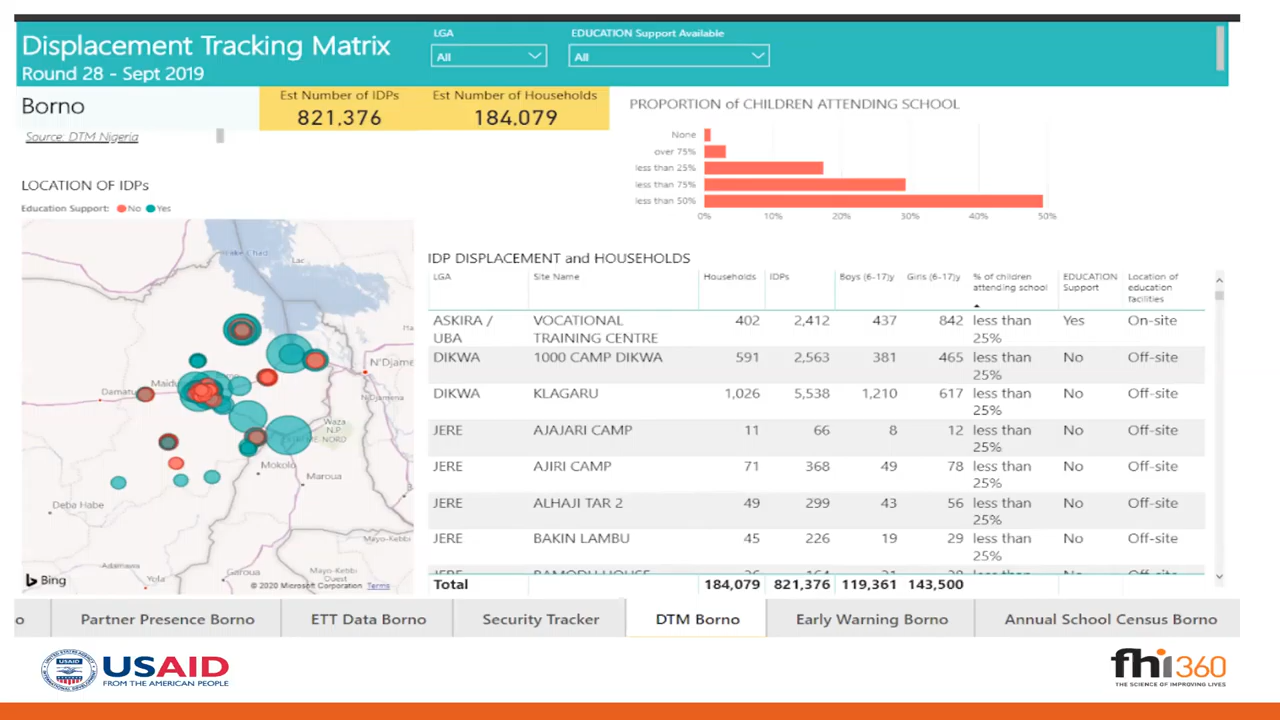 Displacement Tracking Matrix
Round 28 - Sept 2019
LGA
All
EDUCATION Support Available
All
Borno
Source: DTM Nigeria
Est Number of IDPs
821,376
Est Number of Households
184,079
PROPORTION of CHILDREN ATTENDING SCHOOL
None
over 75%
less than 25%
less than 75%
less than 50%
0% 10% 20% 30% 40% 50%
LOCATION OF IDPs
Education Support: No Yes
Lake Chad
Lac
N'Djame
N'Djamena
Maidu
Damatu
Waza
N.P
Mokolo
Maroua
Deba Habe
Mayo-Kebbi
Mayo-Kebbi
Ouest
Adamawa
Garoua
Yola
Bing
© 2020 Microsoft Corporation Terms
IDP DISPLACEMENT and HOUSEHOLDS
LGA Site Name Households IDPs Boys (6-17)y Girls (6-17)y % of children attending school EDUCATION Support Location of education facilities
ASKIRA / UBA VOCATIONAL TRAINING CENTRE 402 2,412 437 842 less than 25% Yes On-site
DIKWA 1000 CAMP DIKWA 591 2,563 381 465 less than 25% No Off-site
DIKWA KLAGARU 1,026 5,538 1,210 617 less than 25% No Off-site
JERE AJAJARI CAMP 11 66 8 12 less than 25% No Off-site
JERE AJIRI CAMP 71 368 49 78 less than 25% No Off-site
JERE ALHAJI TAR 2 49 299 43 56 less than 25% No Off-site
JERE BAKIN LAMBU 45 226 19 29 less than 25% No Off-site
Total 184,079 821,376 119,361 143,500
Partner Presence Borno ETT Data Borno Security Tracker DTM Borno Early Warning Borno Annual School Census Borno
USAID
FROM THE AMERICAN PEOPLE
fhi 360
THE SCIENCE OF IMPROVING LIVES